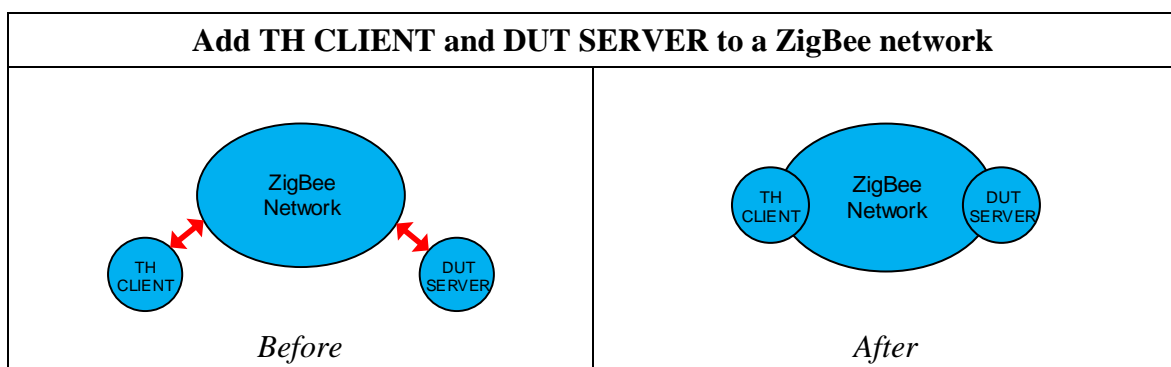 Add TH CLIENT and DUT SERVER to a ZigBee network
ZigBee
Network
TH
CLIENT
DUT
SERVER
Before
ZigBee
Network
TH
CLIENT
DUT
SERVER
After